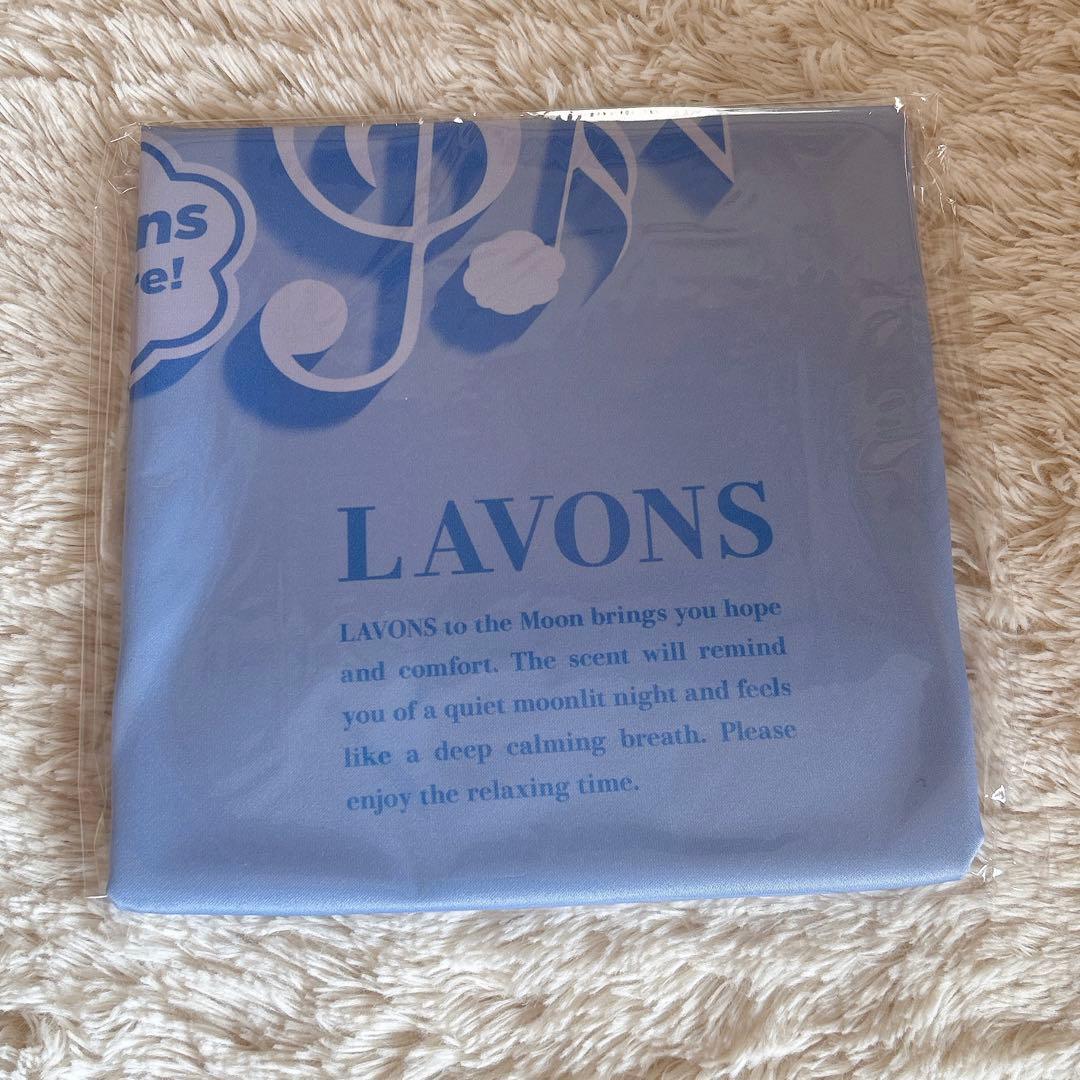 ns
e!
LAVONS
LAVONS to the Moon brings you hope
and comfort. The scent will remind
you of a quiet moonlit night and feels
like a deep calming breath. Please
enjoy the relaxing time.